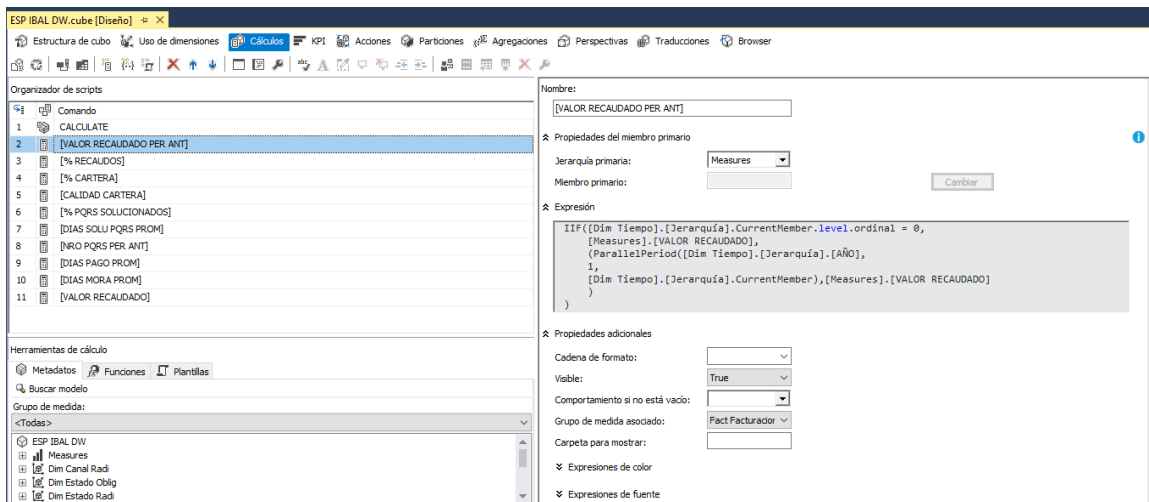 ESP IBAL DW.cube [Diseño]
Estructura de cubo Uso de dimensiones Cálculos KPI Acciones Particiones Agregaciones Perspectivas Traducciones Browser
Organizador de scripts
Comando
1 CALCULATE
2 [VALOR RECAUDADO PER ANT]
3 [% RECAUDOS]
4 [% CARTERA]
5 [CALIDAD CARTERA]
6 [% PQRS SOLUCIONADOS]
7 [DIAS SOLU PQRS PROM]
8 [NRO PQRS PER ANT]
9 [DIAS PAGO PROM]
10 [DIAS MORA PROM]
11 [VALOR RECAUDADO]
Herramientas de cálculo
Metadatos Funciones Plantillas
Buscar modelo
Grupo de medida:
<Todas>
ESP IBAL DW
Measures
Dim Canal Radi
Dim Estado Oblig
Dim Estado Radi
Nombre:
[VALOR RECAUDADO PER ANT]
Propiedades del miembro primario
Jerarquía primaria: Measures
Miembro primario: Cambiar
Expresión
IIF([Dim Tiempo].[Jerarquía].CurrentMember.level.ordinal = 0,
[Measures].[VALOR RECAUDADO],
(ParallelPeriod([Dim Tiempo].[Jerarquía].[AÑO],
1,
[Dim Tiempo].[Jerarquía].CurrentMember),[Measures].[VALOR RECAUDADO]
)
)
Propiedades adicionales
Cadena de formato:
Visible: True
Comportamiento si no está vacío:
Grupo de medida asociado: Fact Facturacion
Carpeta para mostrar:
Expresiones de color
Expresiones de fuente